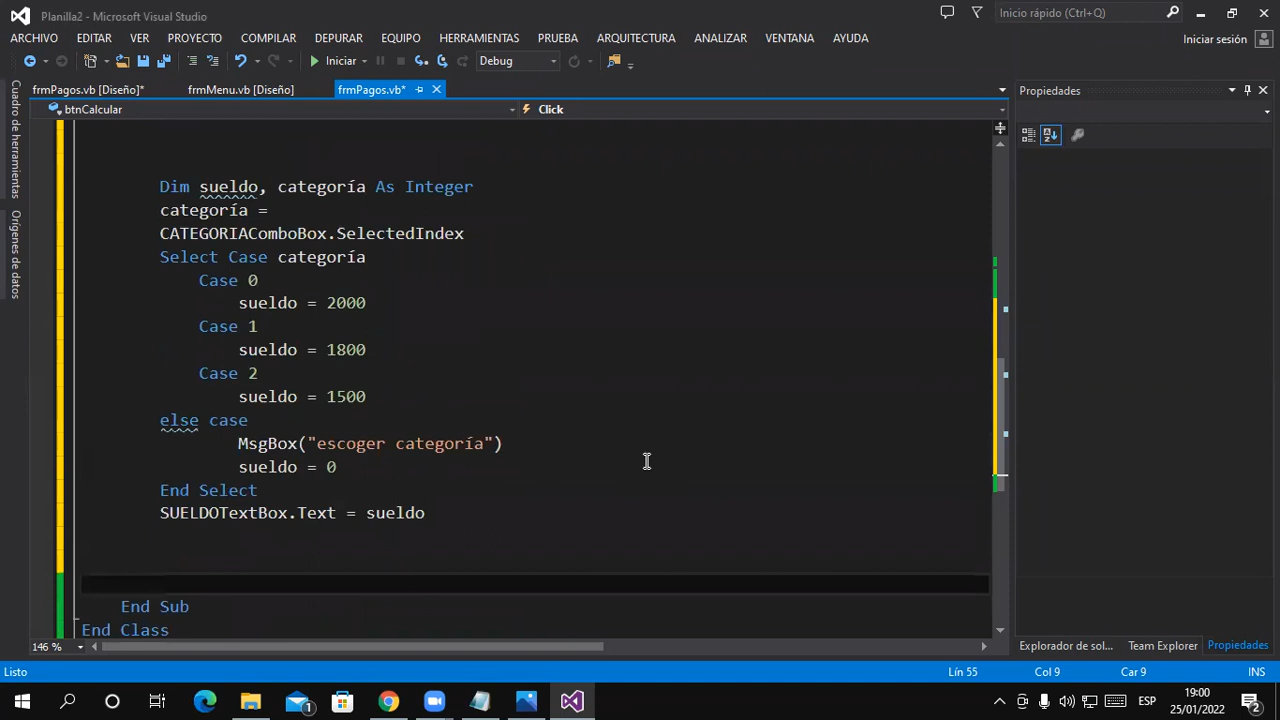 Planilla2 - Microsoft Visual Studio
Inicio rápido (Ctrl+Q)
ARCHIVO EDITAR VER PROYECTO COMPILAR DEPURAR EQUIPO HERRAMIENTAS PRUEBA ARQUITECTURA ANALIZAR VENTANA AYUDA
Iniciar sesión
Iniciar
Debug
frmPagos.vb [Diseño]* frmMenu.vb [Diseño] frmPagos.vb*
Propiedades
btnCalcular Click
Cuadro de herramientas
Orígenes de datos
Dim sueldo, categoría As Integer
categoría =
CATEGORIAComboBox.SelectedIndex
Select Case categoría
Case 0
sueldo = 2000
Case 1
sueldo = 1800
Case 2
sueldo = 1500
else case
MsgBox("escoger categoría")
sueldo = 0
End Select
SUELDOTextBox.Text = sueldo
End Sub
End Class
146 %
Explorador de sol... Team Explorer Propiedades
Listo Lín 55 Col 9 Car 9 INS
ESP
19:00
25/01/2022
1
2